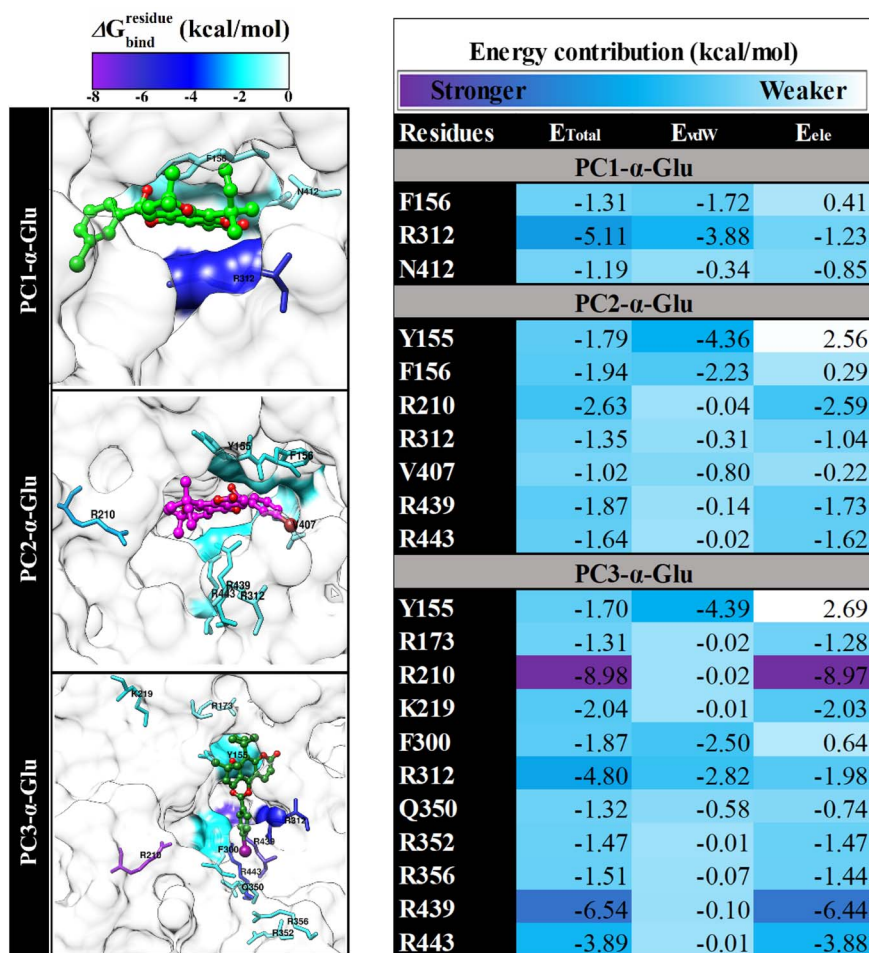 ΔG residue bind (kcal/mol)
-8 -6 -4 -2 0
PC1-α-Glu
F156
N412
R312
PC2-α-Glu
Y155
F156
R210
V407
R439
R443
R312
PC3-α-Glu
K219
R173
Y155
R312
R210
F300
R439
R443
Q350
R356
R352
Energy contribution (kcal/mol)
Stronger Weaker
Residues ETotal EvdW Eele
PC1-α-Glu
F156 -1.31 -1.72 0.41
R312 -5.11 -3.88 -1.23
N412 -1.19 -0.34 -0.85
PC2-α-Glu
Y155 -1.79 -4.36 2.56
F156 -1.94 -2.23 0.29
R210 -2.63 -0.04 -2.59
R312 -1.35 -0.31 -1.04
V407 -1.02 -0.80 -0.22
R439 -1.87 -0.14 -1.73
R443 -1.64 -0.02 -1.62
PC3-α-Glu
Y155 -1.70 -4.39 2.69
R173 -1.31 -0.02 -1.28
R210 -8.98 -0.02 -8.97
K219 -2.04 -0.01 -2.03
F300 -1.87 -2.50 0.64
R312 -4.80 -2.82 -1.98
Q350 -1.32 -0.58 -0.74
R352 -1.47 -0.01 -1.47
R356 -1.51 -0.07 -1.44
R439 -6.54 -0.10 -6.44
R443 -3.89 -0.01 -3.88